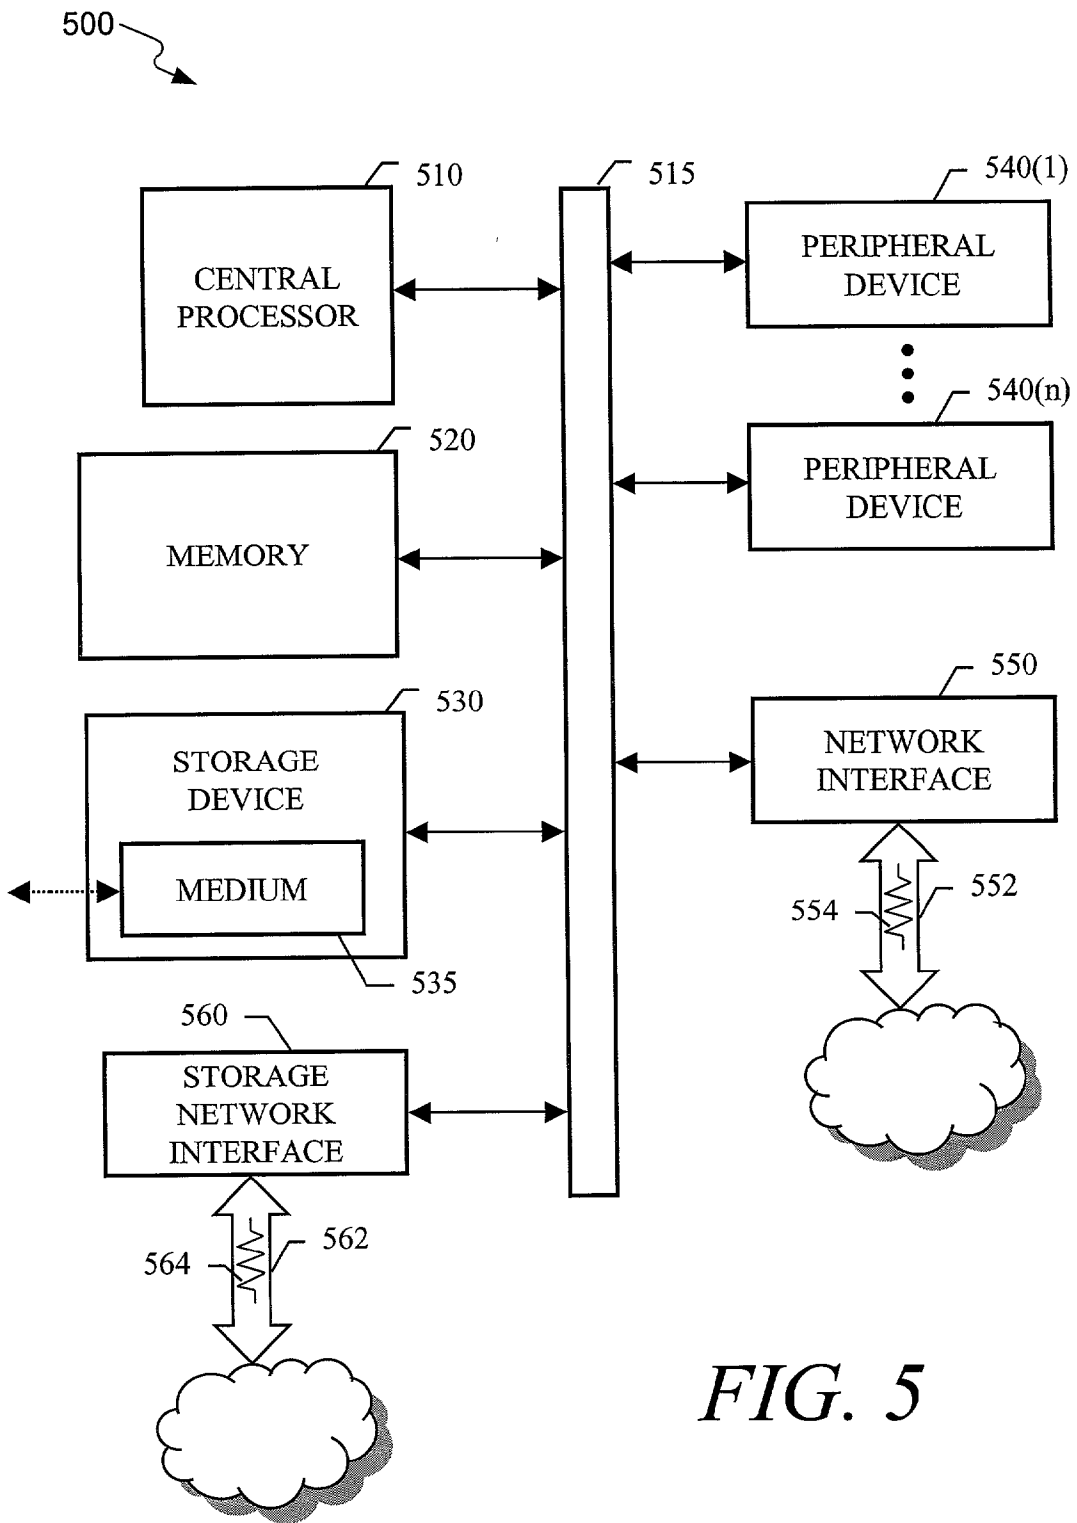 500
510
515
540(1)
CENTRAL
PROCESSOR
PERIPHERAL
DEVICE
540(n)
520
MEMORY
PERIPHERAL
DEVICE
530
550
STORAGE
DEVICE
NETWORK
INTERFACE
MEDIUM
554
552
535
560
STORAGE
NETWORK
INTERFACE
564
562
FIG. 5